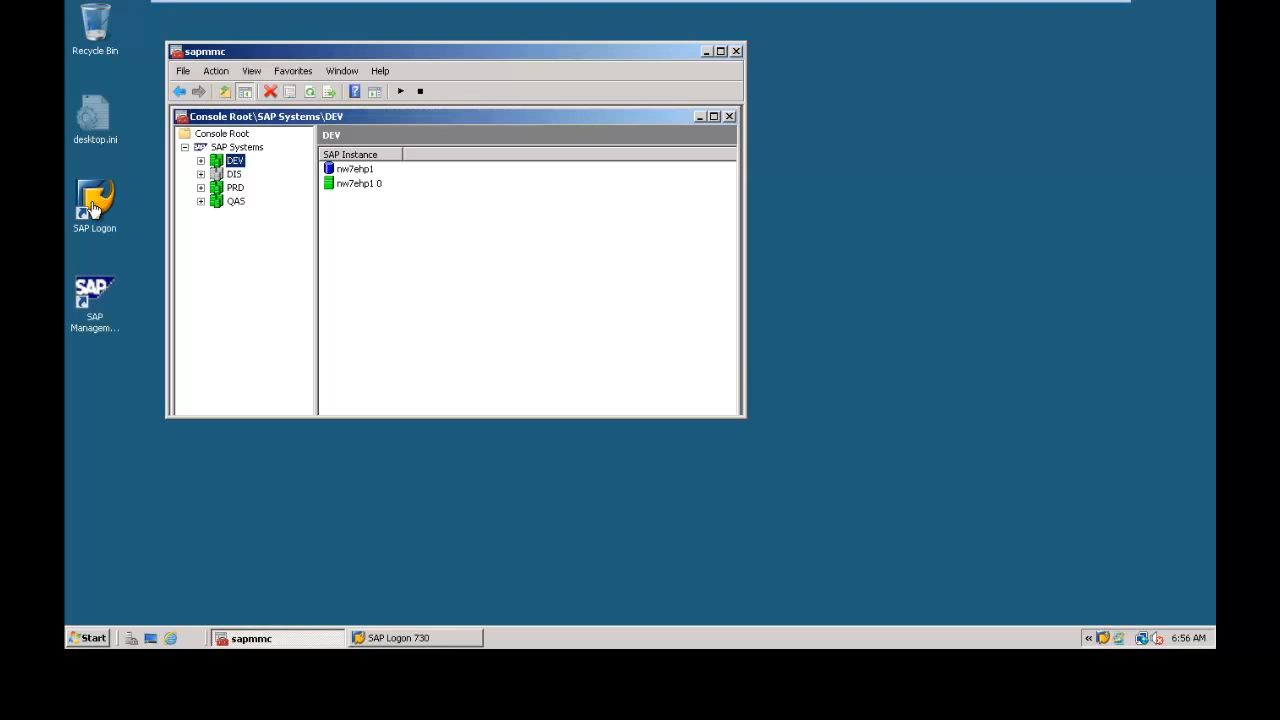 Recycle Bin
desktop.ini
SAP Logon
SAP
SAP
Managem...
sapmmc
File Action View Favorites Window Help
Console Root\SAP Systems\DEV
Console Root
SAP Systems
DEV
DIS
PRD
QAS
DEV
SAP Instance
nw7ehp1
nw7ehp1 0
Start
sapmmc
SAP Logon 730
6:56 AM